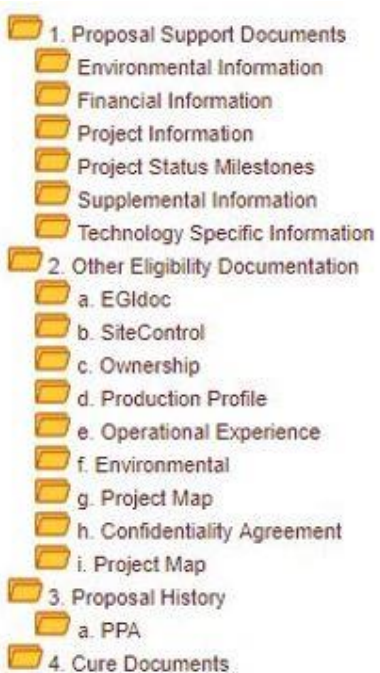 1. Proposal Support Documents
Environmental Information
Financial Information
Project Information
Project Status Milestones
Supplemental Information
Technology Specific Information
2. Other Eligibility Documentation
a. EGIdoc
b. SiteControl
c. Ownership
d. Production Profile
e. Operational Experience
f. Environmental
g. Project Map
h. Confidentiality Agreement
i. Project Map
3. Proposal History
a. PPA
4. Cure Documents